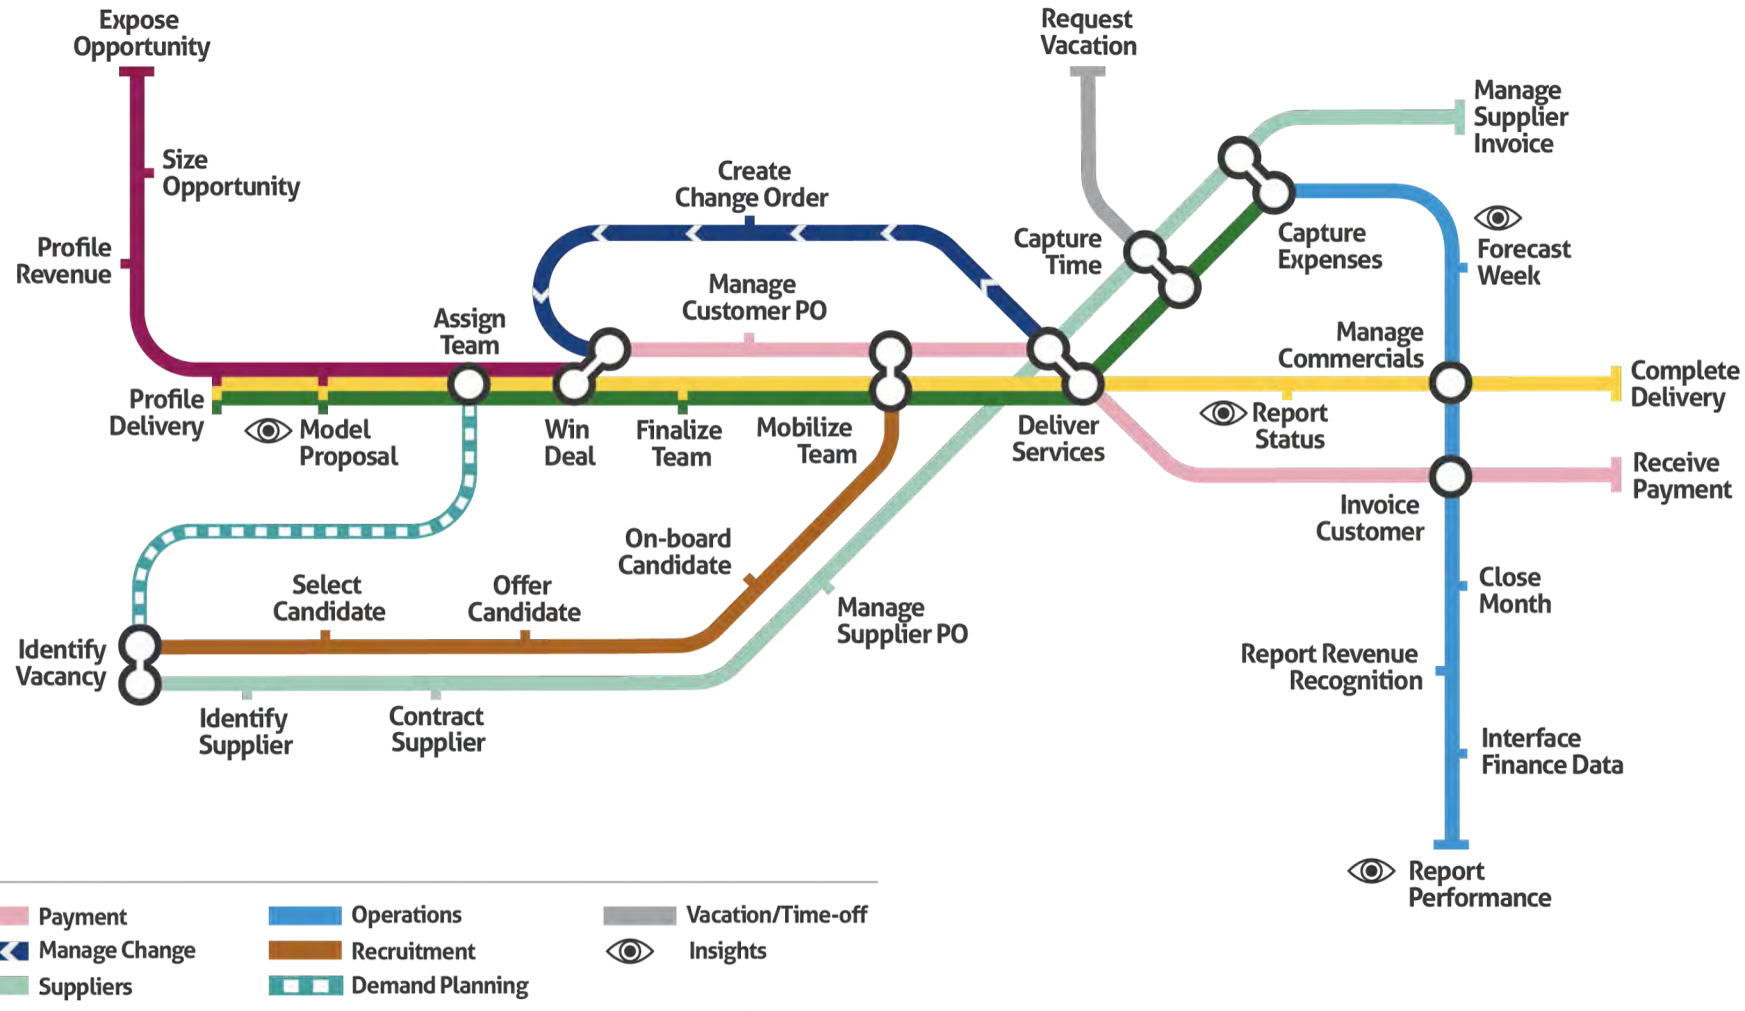 Expose
Opportunity
Request
Vacation
Manage
Supplier
Invoice
Size
Opportunity
Create
Change Order
Profile
Revenue
Capture
Time
Capture
Expenses
Forecast
Week
Manage
Customer PO
Assign
Team
Manage
Commercials
Complete
Delivery
Profile
Delivery
Model
Proposal
Win
Deal
Finalize
Team
Mobilize
Team
Deliver
Services
Report
Status
Receive
Payment
Invoice
Customer
On-board
Candidate
Select
Candidate
Offer
Candidate
Close
Month
Manage
Supplier PO
Identify
Vacancy
Report Revenue
Recognition
Identify
Supplier
Contract
Supplier
Interface
Finance Data
Report
Performance
Payment
Operations
Vacation/Time-off
Manage Change
Recruitment
Insights
Suppliers
Demand Planning